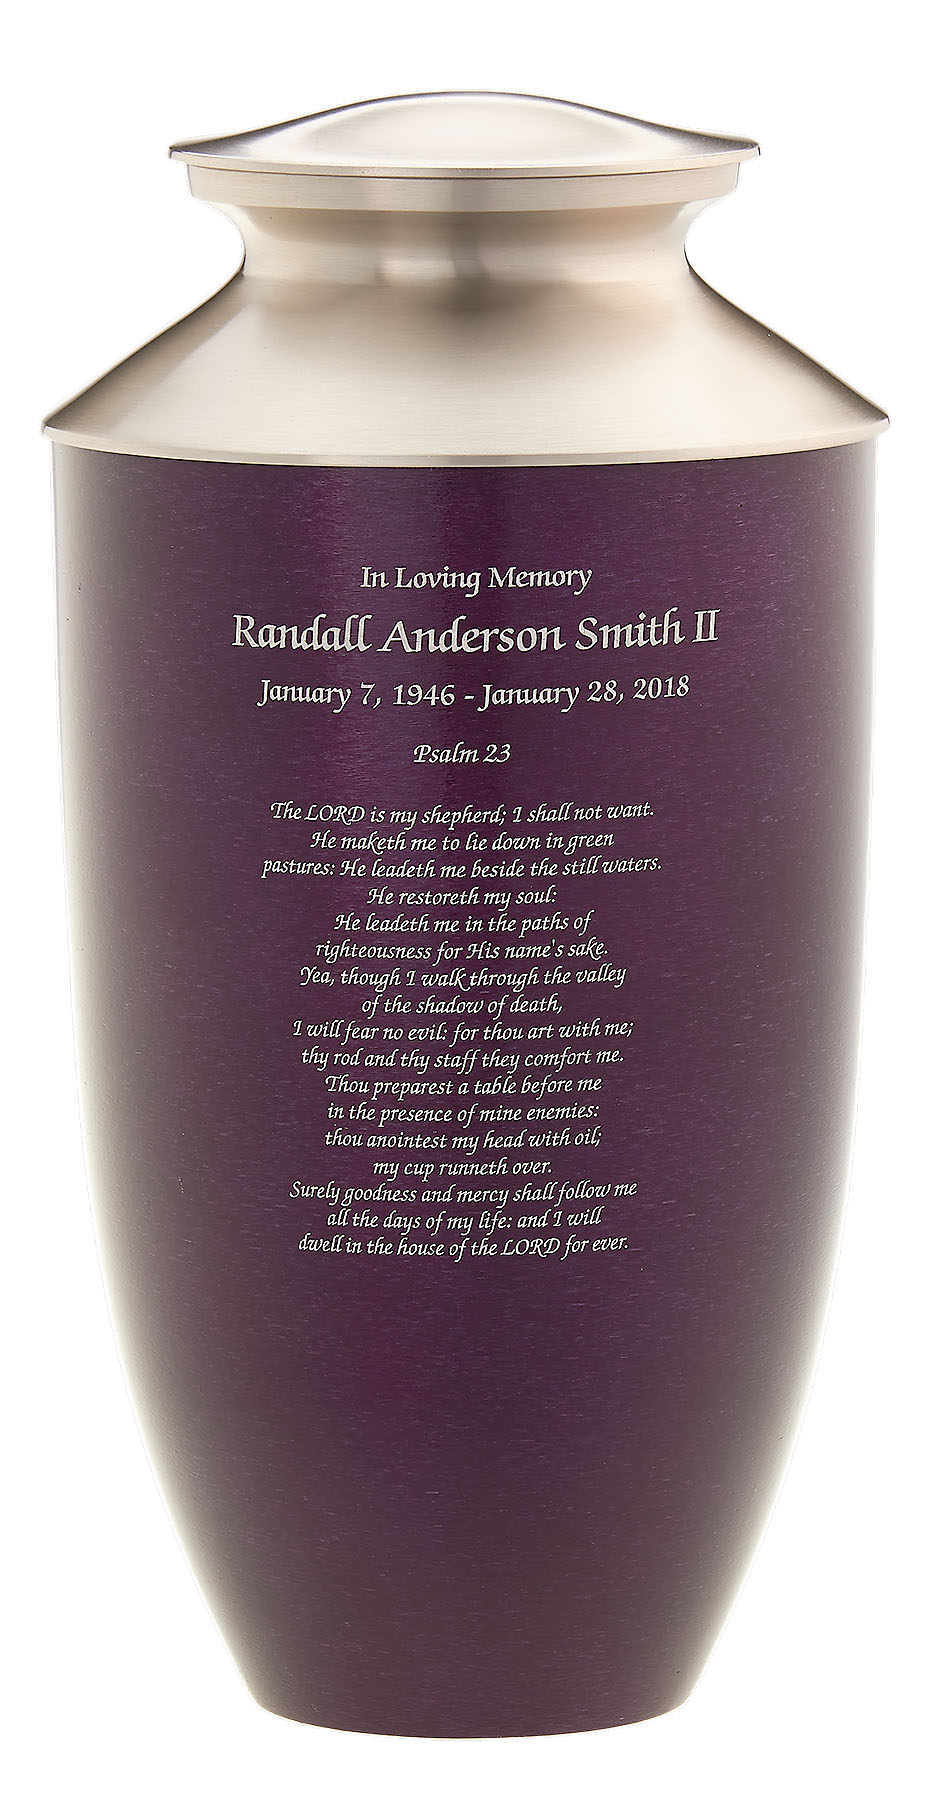 In Loving Memory
Randall Anderson Smith II
January 7, 1946 - January 28, 2018
Psalm 23
The LORD is my shepherd; I shall not want.
He maketh me to lie down in green
pastures: He leadeth me beside the still waters.
He restoreth my soul:
He leadeth me in the paths of
righteousness for His name's sake.
Yea, though I walk through the valley
of the shadow of death,
I will fear no evil: for thou art with me;
thy rod and thy staff they comfort me.
Thou preparest a table before me
in the presence of mine enemies:
thou anointest my head with oil;
my cup runneth over.
Surely goodness and mercy shall follow me
all the days of my life: and I will
dwell in the house of the LORD for ever.